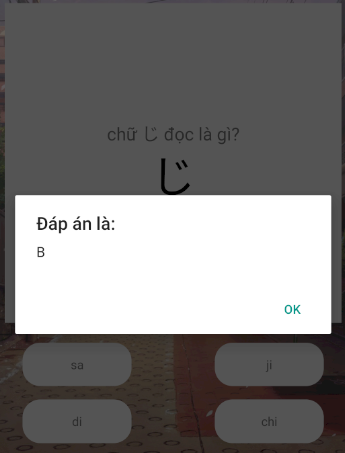 chữ じ đọc là gì?
じ
Đáp án là:
B
OK
sa
ji
di
chi